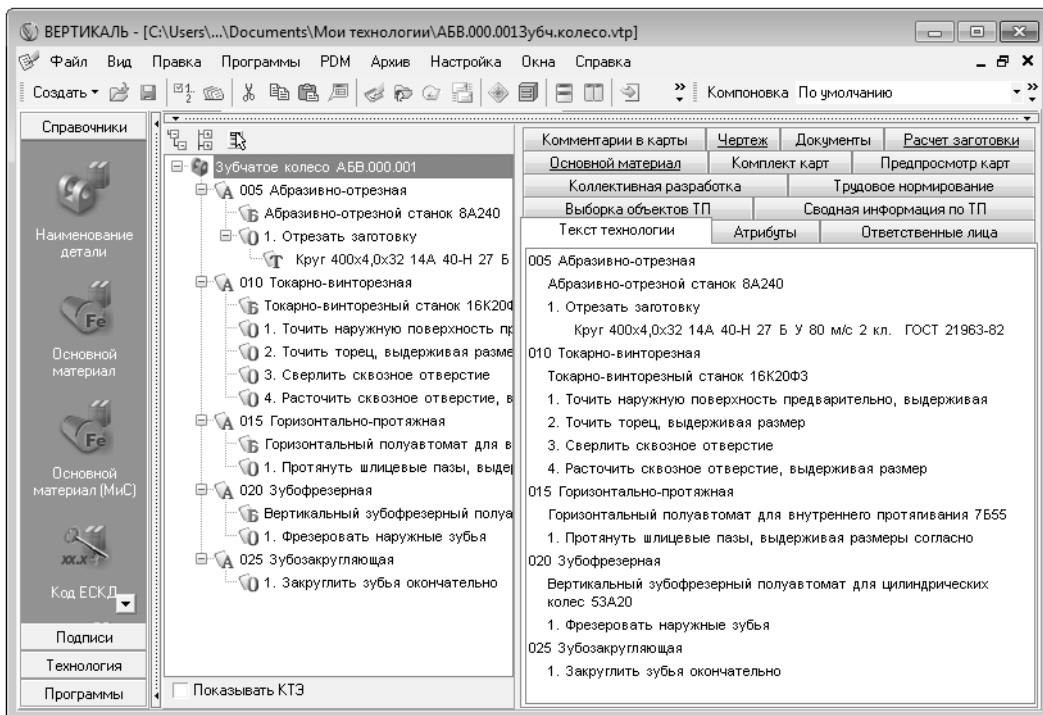 ВЕРТИКАЛЬ - [C:\Users\...\Documents\Мои технологии\АБВ.000.001Зубч.колесо.vtp]
Файл Вид Правка Программы PDM Архив Настройка Окна Справка
Создать Компоновка По умолчанию
Справочники
Наименование
детали
Fe
Основной
материал
Fe
Основной
материал (МиС)
XX.X
Код ЕСКД
Подписи
Технология
Программы
Зубчатое колесо АБВ.000.001
005 Абразивно-отрезная
Абразивно-отрезной станок 8А240
1. Отрезать заготовку
Круг 400х4,0х32 14А 40-Н 27 Б
010 Токарно-винторезная
Токарно-винторезный станок 16К20Ф
1. Точить наружную поверхность пр
2. Точить торец, выдерживая разме
3. Сверлить сквозное отверстие
4. Расточить сквозное отверстие, в
015 Горизонтально-протяжная
Горизонтальный полуавтомат для в
1. Протянуть шлицевые пазы, выдер
020 Зубофрезерная
Вертикальный зубофрезерный полуа
1. Фрезеровать наружные зубья
025 Зубозакругляющая
1. Закруглить зубья окончательно
Показывать КТЭ
Комментарии в карты Чертеж Документы Расчет заготовки
Основной материал Комплект карт Предпросмотр карт
Коллективная разработка Трудовое нормирование
Выборка объектов ТП Сводная информация по ТП
Текст технологии Атрибуты Ответственные лица
005 Абразивно-отрезная
Абразивно-отрезной станок 8А240
1. Отрезать заготовку
Круг 400х4,0х32 14А 40-Н 27 Б У 80 м/с 2 кл. ГОСТ 21963-82
010 Токарно-винторезная
Токарно-винторезный станок 16К20Ф3
1. Точить наружную поверхность предварительно, выдерживая
2. Точить торец, выдерживая размер
3. Сверлить сквозное отверстие
4. Расточить сквозное отверстие, выдерживая размер
015 Горизонтально-протяжная
Горизонтальный полуавтомат для внутреннего протягивания 7Б55
1. Протянуть шлицевые пазы, выдерживая размеры согласно
020 Зубофрезерная
Вертикальный зубофрезерный полуавтомат для цилиндрических
колес 53А20
1. Фрезеровать наружные зубья
025 Зубозакругляющая
1. Закруглить зубья окончательно